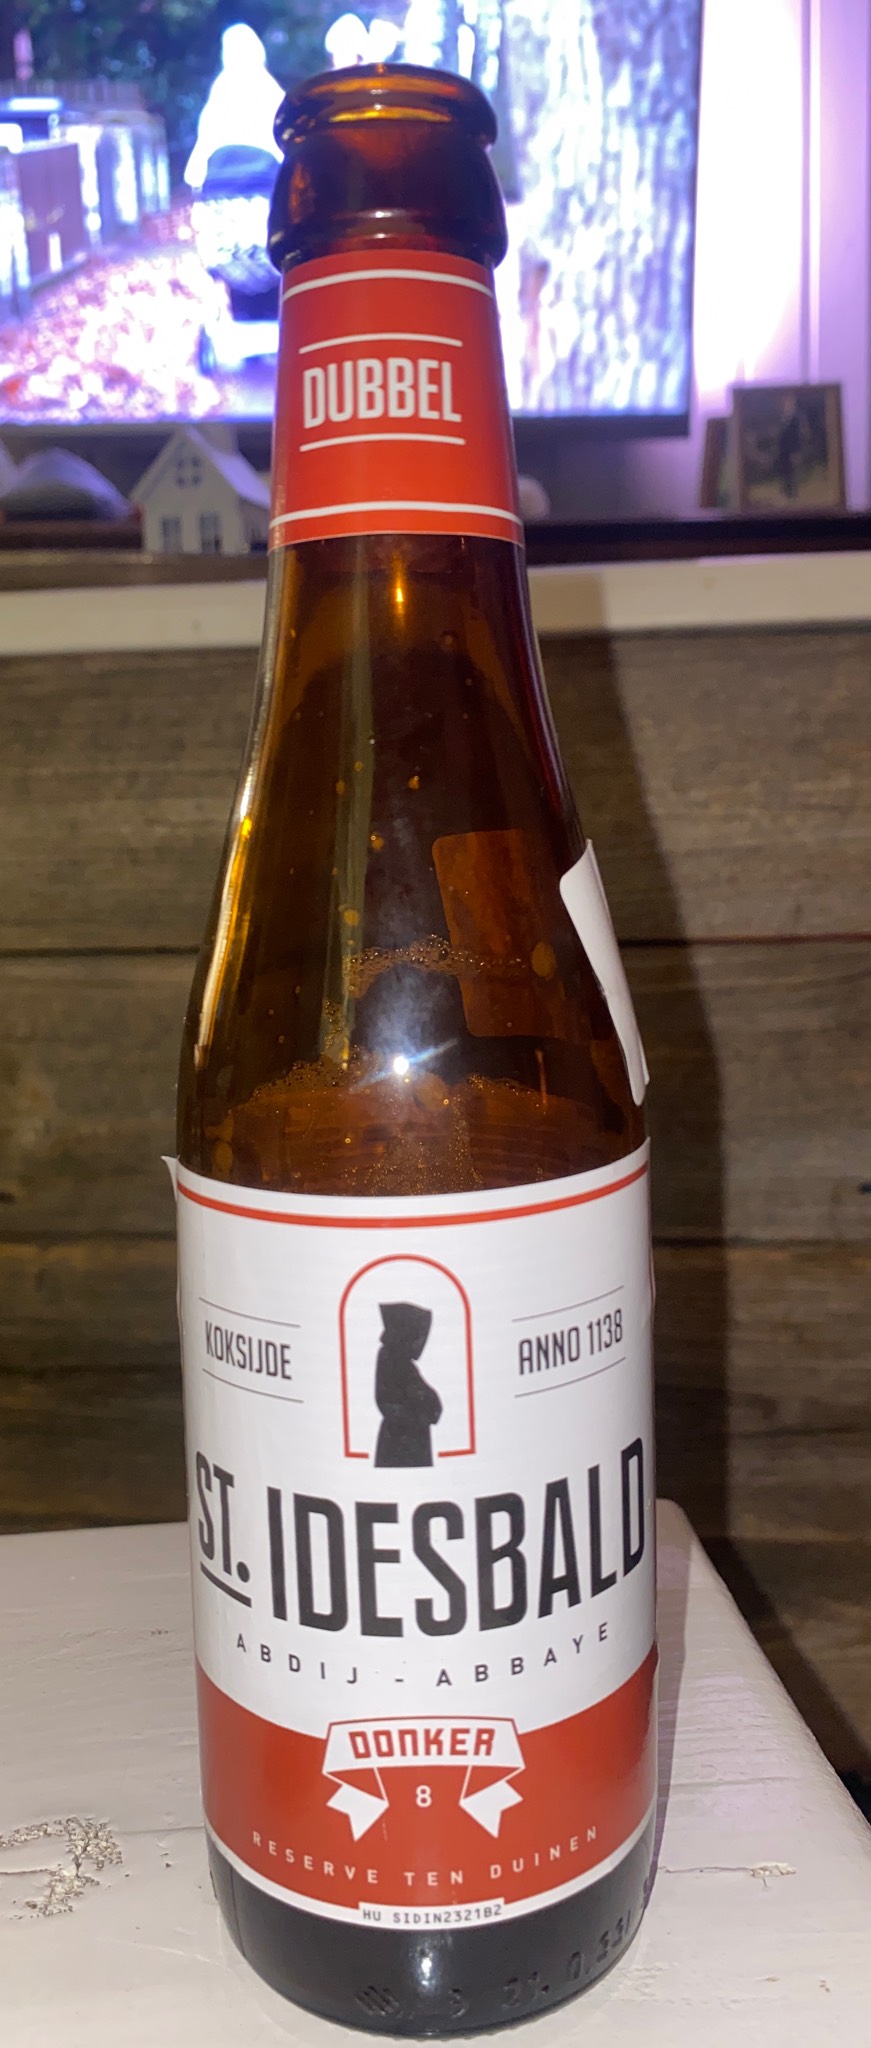 DUBBEL
KOKSIJDE
ANNO 1138
ST. IDESBALD
ABDIJ - ABBAYE
DONKER
8
RESERVE TEN DUINEN
HU SIDIN2321B2